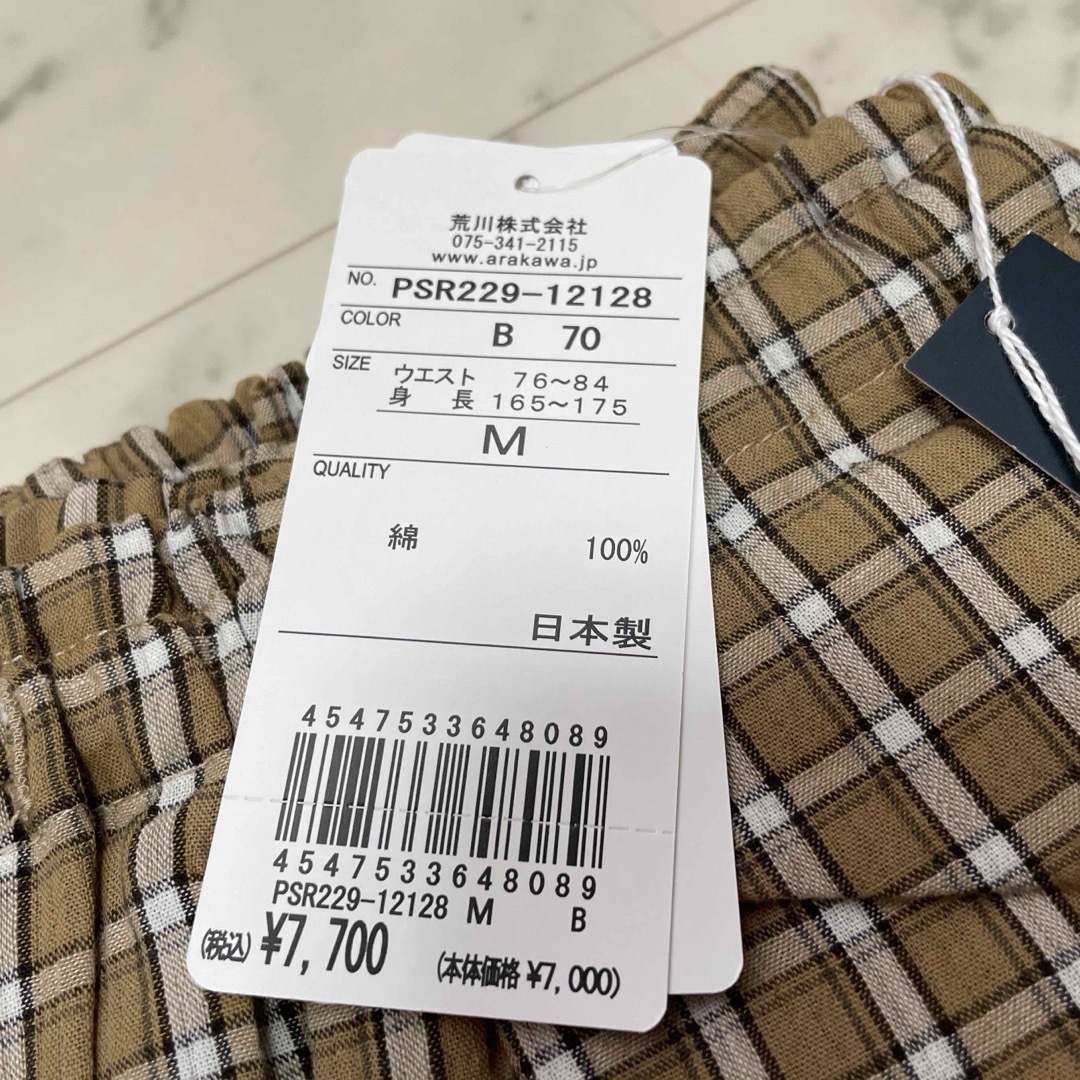 荒川株式会社
075-341-2115
www.arakawa.jp
NO. PSR229-12128
COLOR B 70
SIZE ウエスト 76~84
身長 165~175
M
QUALITY
綿 100%
日本製
4547533648089
4547533648089
PSR229-12128 M B
(税込) ¥7,700 (本体価格 ¥7,000)